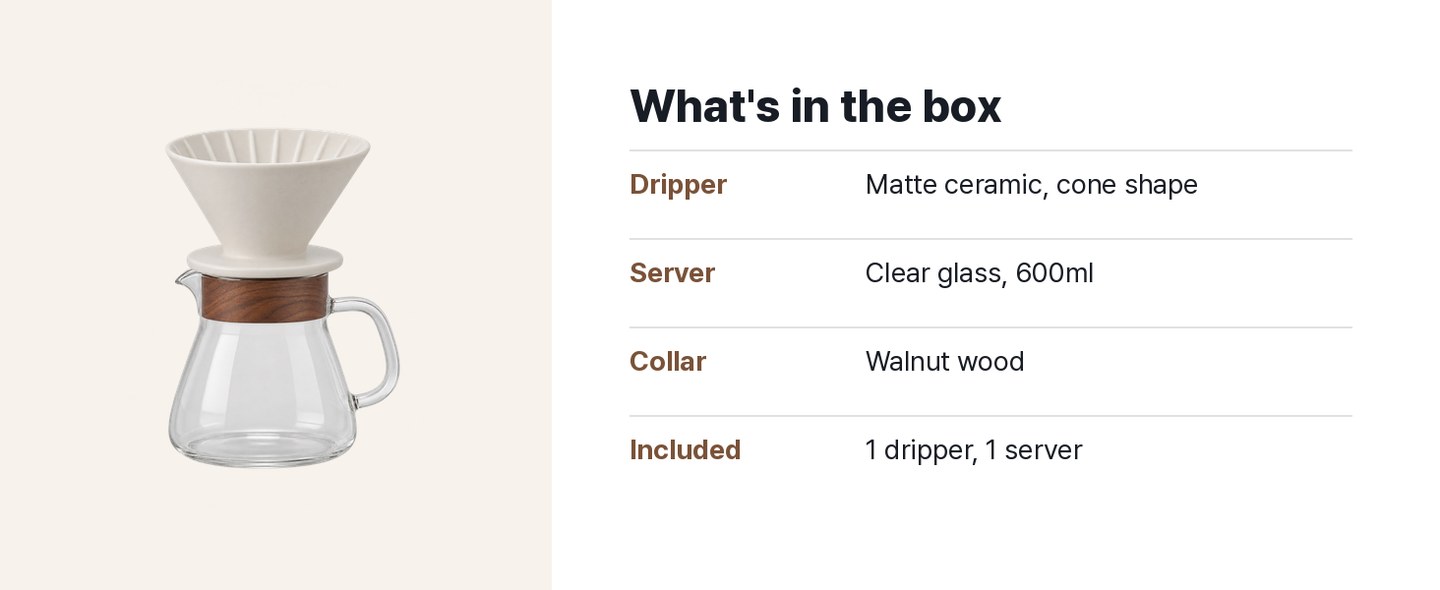 What's in the box
Dripper Matte ceramic, cone shape
Server Clear glass, 600ml
Collar Walnut wood
Included 1 dripper, 1 server